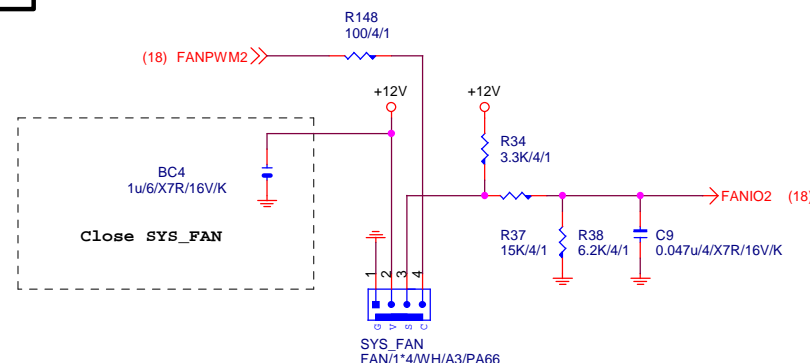 R148
100/4/1
(18) FANPWM2
+12V
+12V
R34
3.3K/4/1
BC4
1u/6/X7R/16V/K
FANIO2 (18)
Close SYS_FAN
R37
15K/4/1
R38
6.2K/4/1
C9
0.047u/4/X7R/16V/K
1 2 3 4
G V S C
SYS_FAN
FAN/1*4/WH/A3/PA66